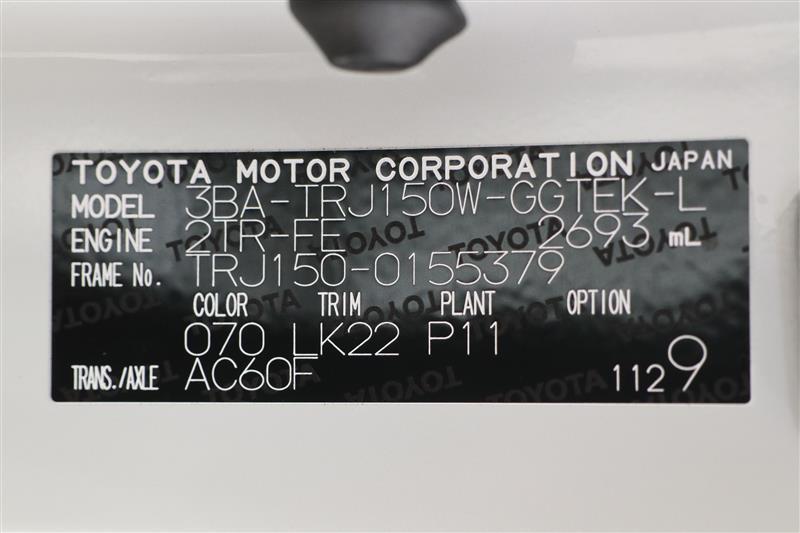 TOYOTA MOTOR CORPORATION JAPAN
MODEL 3BA-TRJ150W-GGTEK-L
ENGINE 2TR-FE 2693 mL
FRAME No. TRJ150-0155379
COLOR TRIM PLANT OPTION
070 LK22 P11
TRANS./AXLE AC60F 1129